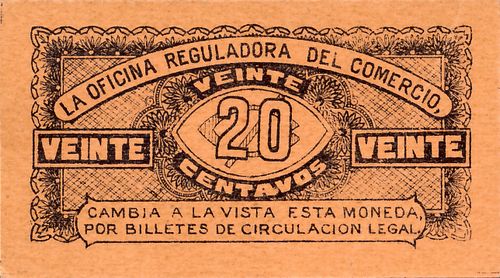 LA OFICINA REGULADORA DEL COMERCIO.
VEINTE
VEINTE 20 VEINTE
CENTAVOS
CAMBIA A LA VISTA ESTA MONEDA,
POR BILLETES DE CIRCULACION LEGAL.